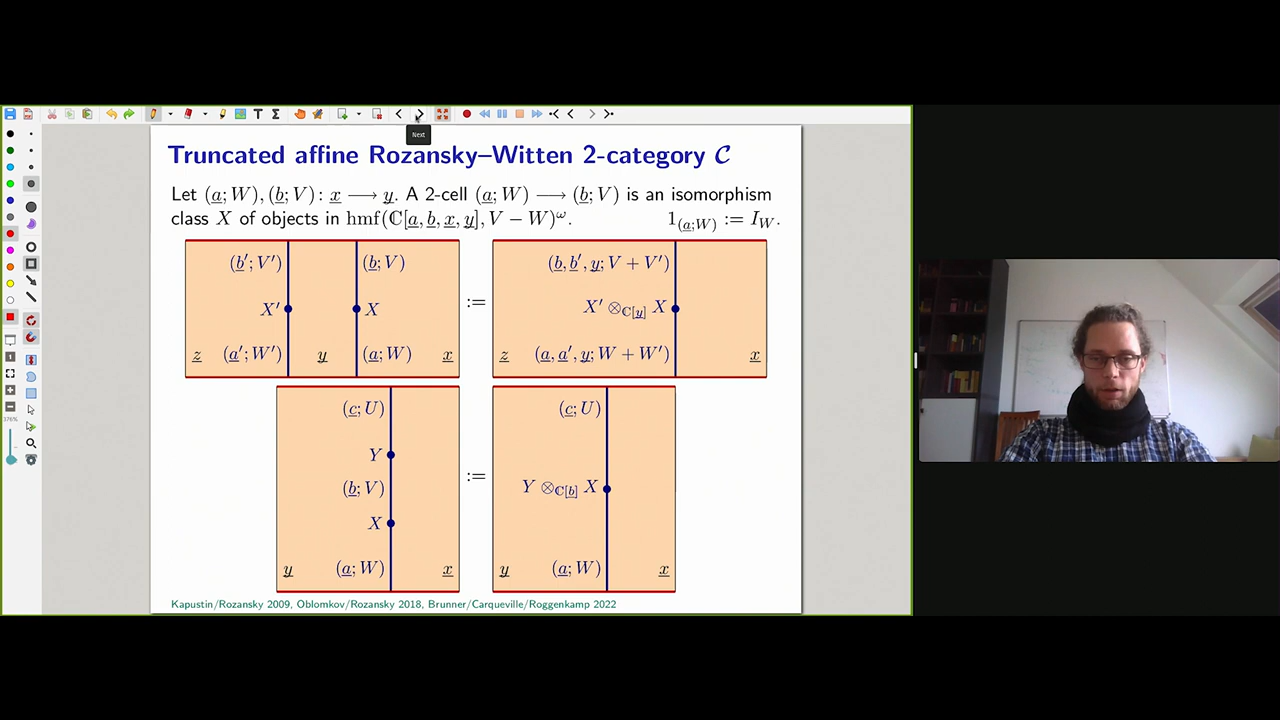 Next
Truncated affine Rozansky–Witten 2-category 𝒞
Let (a; W), (b; V): x ⟶ y. A 2-cell (a; W) ⟶ (b; V) is an isomorphism
class X of objects in hmf(ℂ[a, b, x, y], V − W)^ω. 1_(a;W) := I_W.
(b′; V′) (b; V) (b, b′, y; V + V′)
X′ X := X′ ⊗_ℂ[y] X
z (a′; W′) y (a; W) x z (a, a′, y; W + W′) x
(c; U) (c; U)
Y
(b; V) := Y ⊗_ℂ[b] X
X
y (a; W) x y (a; W) x
Kapustin/Rozansky 2009, Oblomkov/Rozansky 2018, Brunner/Carqueville/Roggenkamp 2022